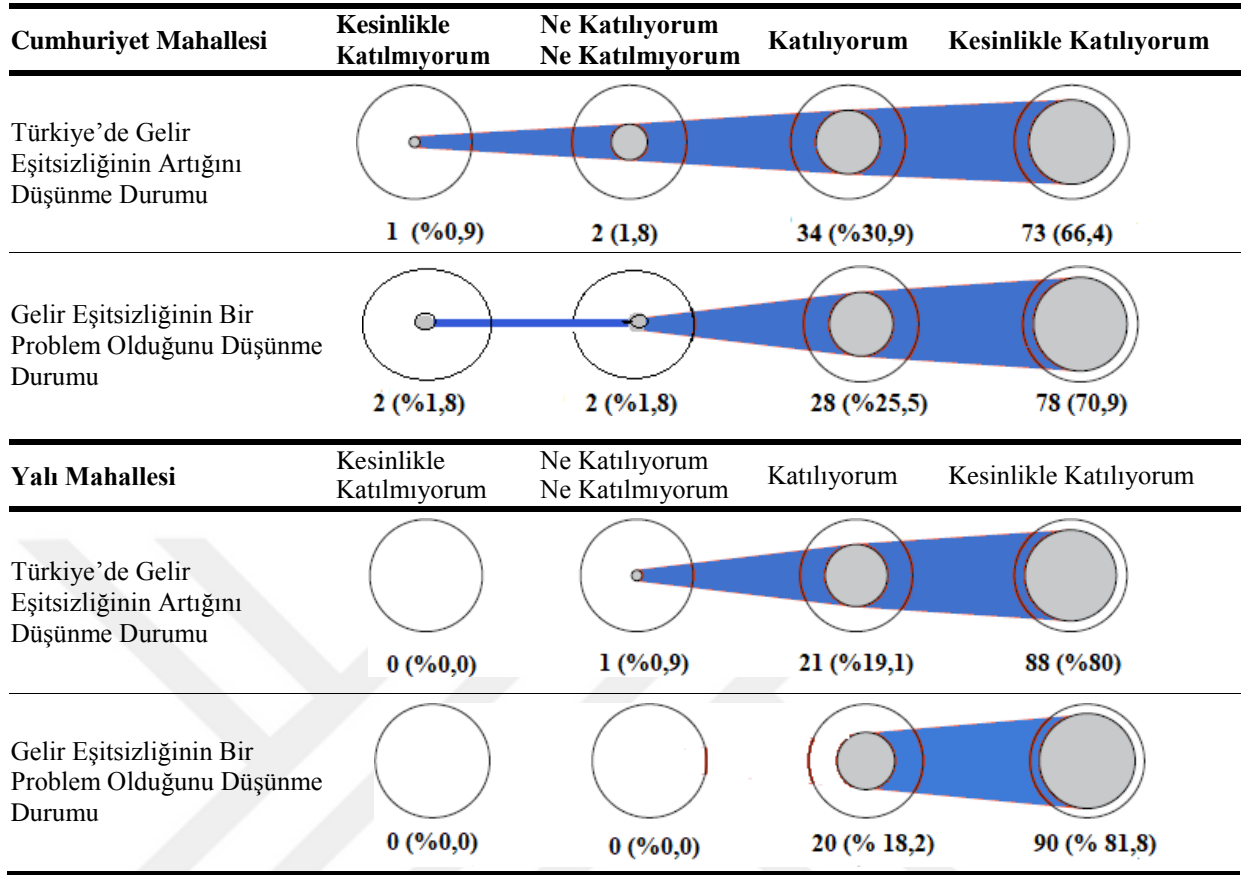 Cumhuriyet Mahallesi
Kesinlikle
Katılmıyorum
Ne Katılıyorum
Ne Katılmıyorum
Katılıyorum
Kesinlikle Katılıyorum
Türkiye’de Gelir
Eşitsizliğinin Artığını
Düşünme Durumu
1 (%0,9)
2 (1,8)
34 (%30,9)
73 (66,4)
Gelir Eşitsizliğinin Bir
Problem Olduğunu Düşünme
Durumu
2 (%1,8)
2 (%1,8)
28 (%25,5)
78 (70,9)
Yalı Mahallesi
Kesinlikle
Katılmıyorum
Ne Katılıyorum
Ne Katılmıyorum
Katılıyorum
Kesinlikle Katılıyorum
Türkiye’de Gelir
Eşitsizliğinin Artığını
Düşünme Durumu
0 (%0,0)
1 (%0,9)
21 (%19,1)
88 (%80)
Gelir Eşitsizliğinin Bir
Problem Olduğunu Düşünme
Durumu
0 (%0,0)
0 (%0,0)
20 (% 18,2)
90 (% 81,8)